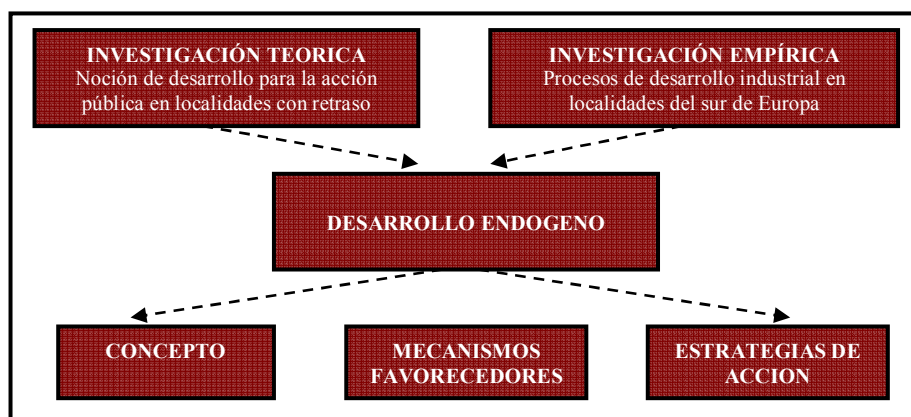 INVESTIGACIÓN TEORICA
Noción de desarrollo para la acción
pública en localidades con retraso
INVESTIGACIÓN EMPÍRICA
Procesos de desarrollo industrial en
localidades del sur de Europa
DESARROLLO ENDOGENO
CONCEPTO
MECANISMOS
FAVORECEDORES
ESTRATEGIAS DE
ACCION